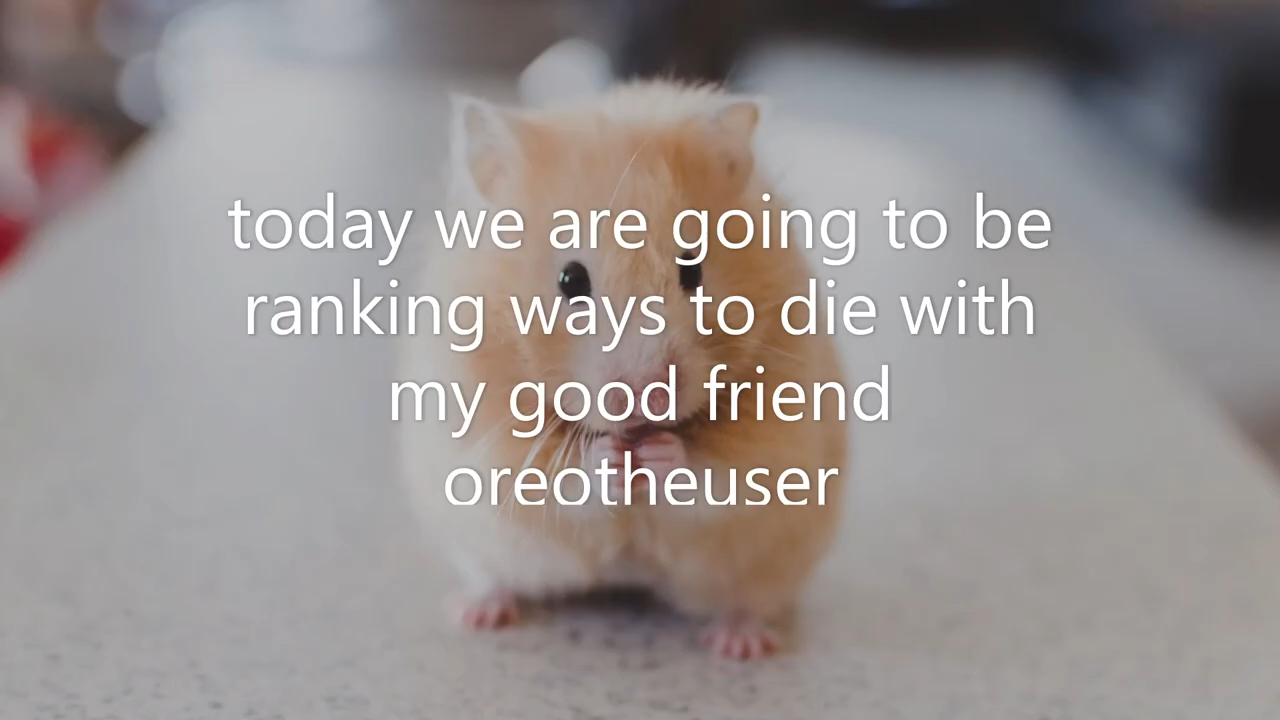 today we are going to be
ranking ways to die with
my good friend
oreotheuser